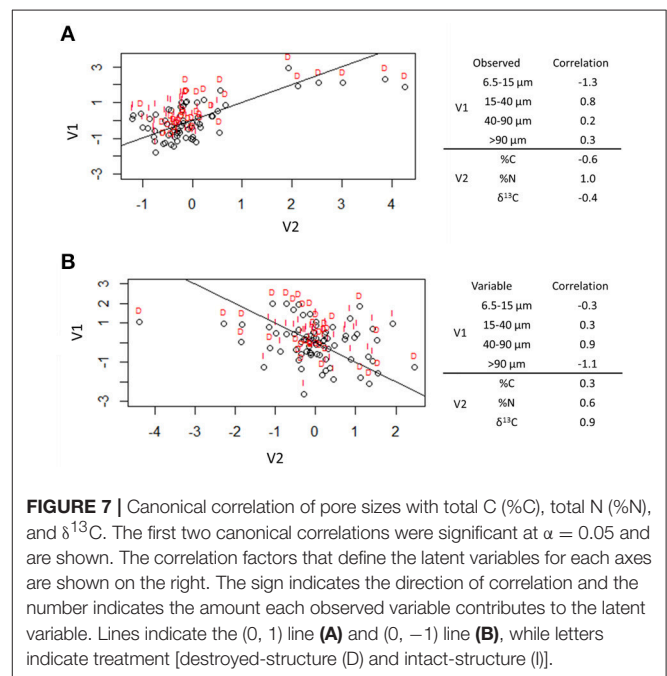 A
V1
3
1
-1
-3
-1 0 1 2 3 4
V2
Observed Correlation
V1
6.5-15 μm -1.3
15-40 μm 0.8
40-90 μm 0.2
>90 μm 0.3
V2
%C -0.6
%N 1.0
δ13C -0.4
B
V1
3
2
1
-1
-3
-4 -3 -2 -1 0 1 2
V2
Variable Correlation
V1
6.5-15 μm -0.3
15-40 μm 0.3
40-90 μm 0.9
>90 μm -1.1
V2
%C 0.3
%N 0.6
δ13C 0.9
FIGURE 7 | Canonical correlation of pore sizes with total C (%C), total N (%N),
and δ13C. The first two canonical correlations were significant at α = 0.05 and
are shown. The correlation factors that define the latent variables for each axes
are shown on the right. The sign indicates the direction of correlation and the
number indicates the amount each observed variable contributes to the latent
variable. Lines indicate the (0, 1) line (A) and (0, −1) line (B), while letters
indicate treatment [destroyed-structure (D) and intact-structure (I)].